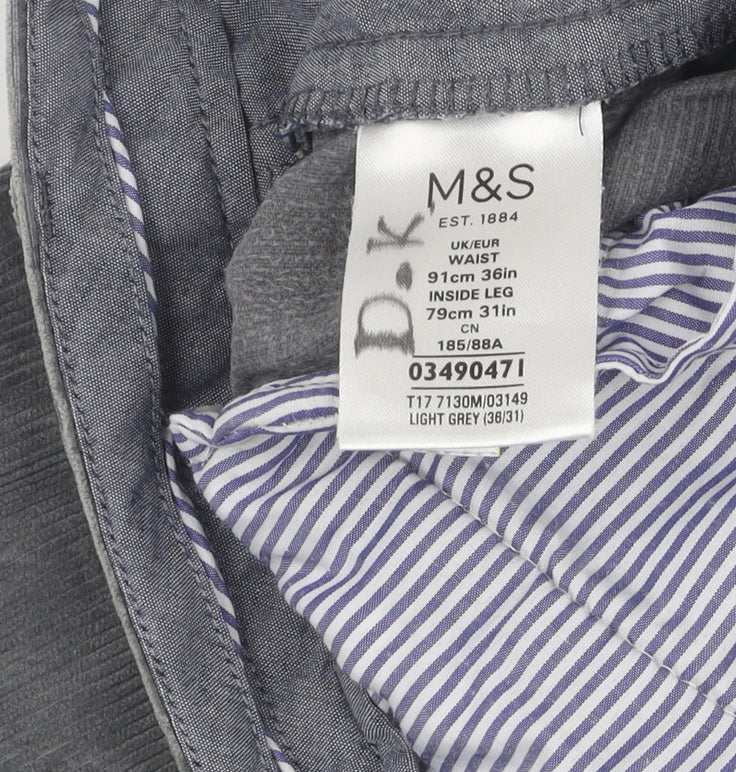 M&S
EST. 1884
UK/EUR
WAIST
91cm 36in
INSIDE LEG
79cm 31in
CN
185/88A
03490471
T17 7130M/03149
LIGHT GREY (36/31)
D.K